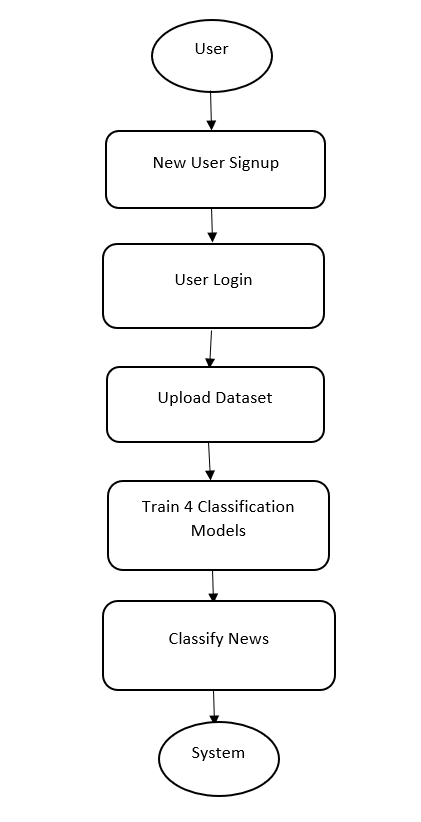 User
New User Signup
User Login
Upload Dataset
Train 4 Classification
Models
Classify News
System